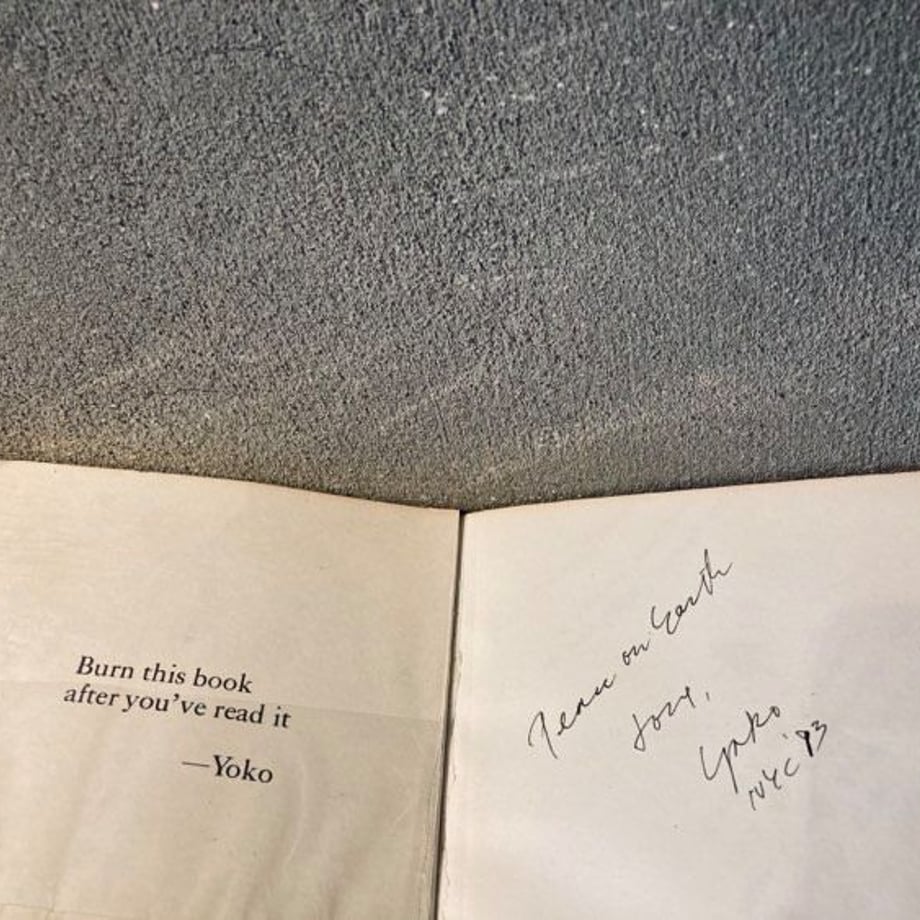 Burn this book
after you've read it
—Yoko
Peace on Earth
love,
Yoko
NYC '93